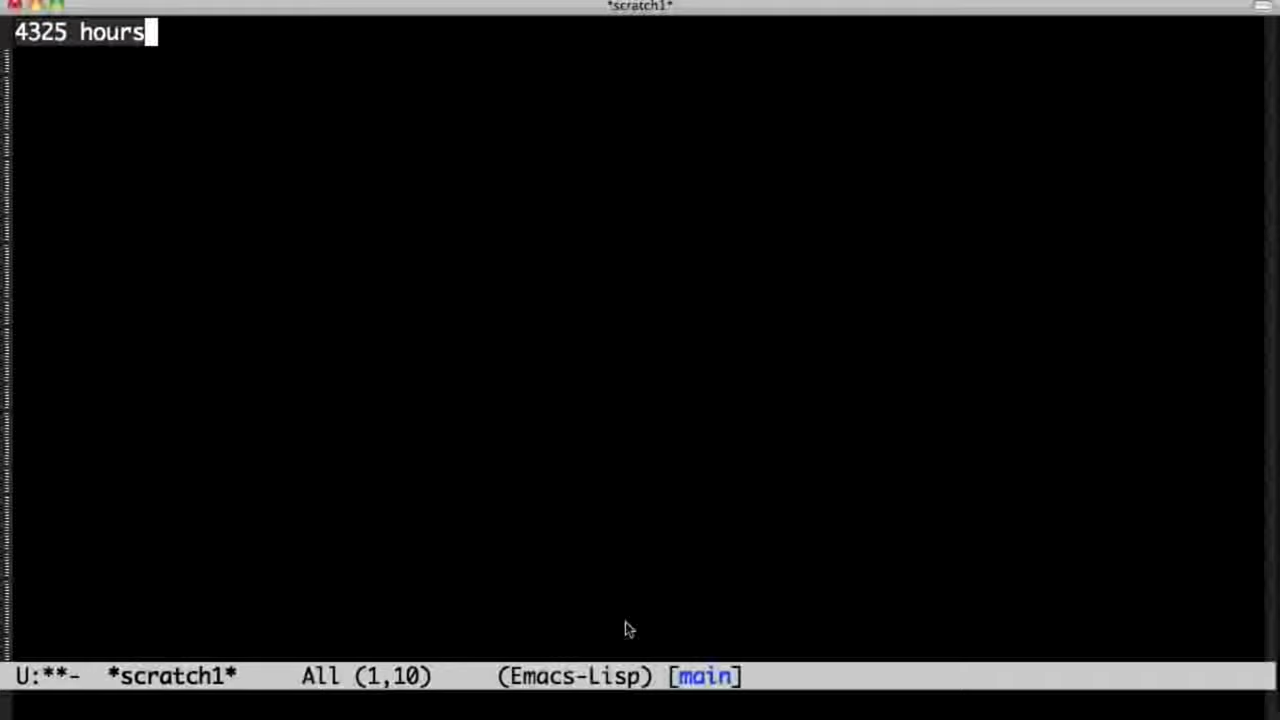 *scratch1*
4325 hours
U:**-  *scratch1*     All (1,10)     (Emacs-Lisp) [main]